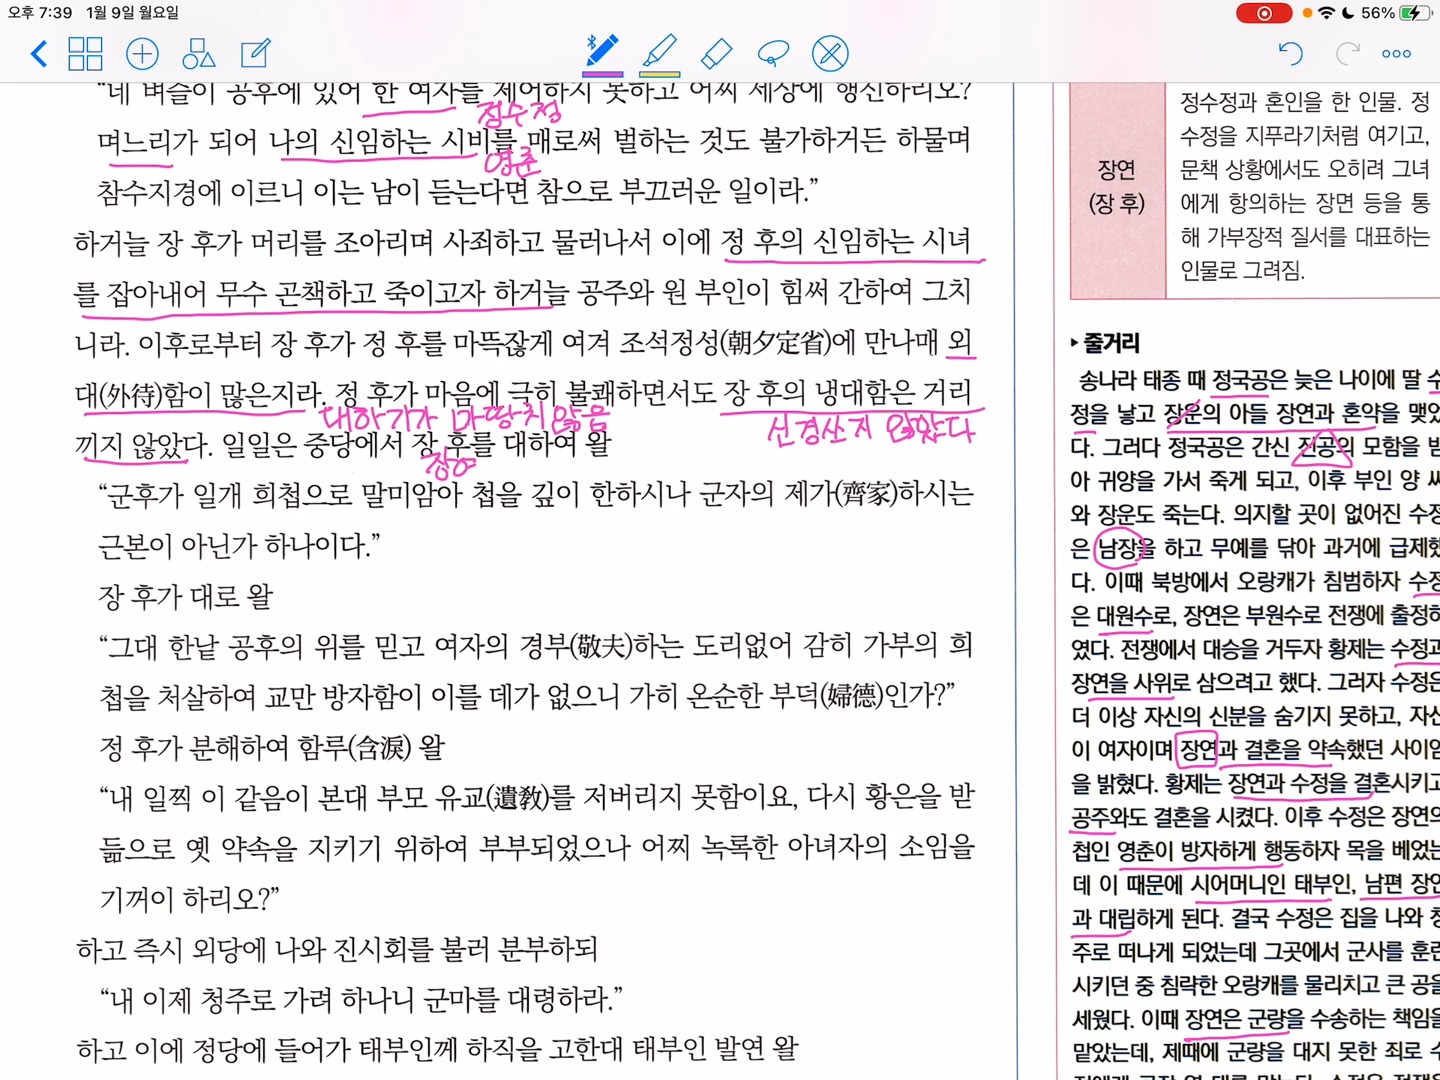 오후 7:39 1월 9일 월요일
56%
“네 벼슬이 공후에 있어 한 여자를 제어하지 못하고 어찌 세상에 행신하리오?
정수정
며느리가 되어 나의 신임하는 시비를 매로써 벌하는 것도 불가하거든 하물며
영춘
참수지경에 이르니 이는 남이 듣는다면 참으로 부끄러운 일이라.”
하거늘 장 후가 머리를 조아리며 사죄하고 물러나서 이에 정 후의 신임하는 시녀
를 잡아내어 무수 곤책하고 죽이고자 하거늘 공주와 원 부인이 힘써 간하여 그치
니라. 이후로부터 장 후가 정 후를 마뜩잖게 여겨 조석정성(朝夕定省)에 만나매 외
대(外待)함이 많은지라. 정 후가 마음에 극히 불쾌하면서도 장 후의 냉대함은 거리
대하기가 마땅치 않음
신경쓰지 않았다
끼지 않았다. 일일은 중당에서 장 후를 대하여 왈
장연
“군후가 일개 희첩으로 말미암아 첩을 깊이 한하시나 군자의 제가(齊家)하시는
근본이 아닌가 하나이다.”
장 후가 대로 왈
“그대 한낱 공후의 위를 믿고 여자의 경부(敬夫)하는 도리없어 감히 가부의 희
첩을 처살하여 교만 방자함이 이를 데가 없으니 가히 온순한 부덕(婦德)인가?”
정 후가 분해하여 함루(含淚) 왈
“내 일찍 이 같음이 본대 부모 유교(遺敎)를 저버리지 못함이요, 다시 황은을 받
듦으로 옛 약속을 지키기 위하여 부부되었으나 어찌 녹록한 아녀자의 소임을
기꺼이 하리오?”
하고 즉시 외당에 나와 진시회를 불러 분부하되
“내 이제 청주로 가려 하나니 군마를 대령하라.”
하고 이에 정당에 들어가 태부인께 하직을 고한대 태부인 발연 왈
장연
(장 후)
정수정과 혼인을 한 인물. 정
수정을 지푸라기처럼 여기고,
문책 상황에서도 오히려 그녀
에게 항의하는 장면 등을 통
해 가부장적 질서를 대표하는
인물로 그려짐.
▸ 줄거리
송나라 태종 때 정국공은 늦은 나이에 딸 수
정을 낳고 장운의 아들 장연과 혼약을 맺었
다. 그러다 정국공은 간신 진공의 모함을 받
아 귀양을 가서 죽게 되고, 이후 부인 양 씨
와 장운도 죽는다. 의지할 곳이 없어진 수정
은 남장을 하고 무예를 닦아 과거에 급제했
다. 이때 북방에서 오랑캐가 침범하자 수정
은 대원수로, 장연은 부원수로 전쟁에 출정하
였다. 전쟁에서 대승을 거두자 황제는 수정과
장연을 사위로 삼으려고 했다. 그러자 수정은
더 이상 자신의 신분을 숨기지 못하고, 자신
이 여자이며 장연과 결혼을 약속했던 사이임
을 밝혔다. 황제는 장연과 수정을 결혼시키고
공주와도 결혼을 시켰다. 이후 수정은 장연의
첩인 영춘이 방자하게 행동하자 목을 베었는
데 이 때문에 시어머니인 태부인, 남편 장연
과 대립하게 된다. 결국 수정은 집을 나와 청
주로 떠나게 되었는데 그곳에서 군사를 훈련
시키던 중 침략한 오랑캐를 물리치고 큰 공을
세웠다. 이때 장연은 군량을 수송하는 책임을
맡았는데, 제때에 군량을 대지 못한 죄로 수